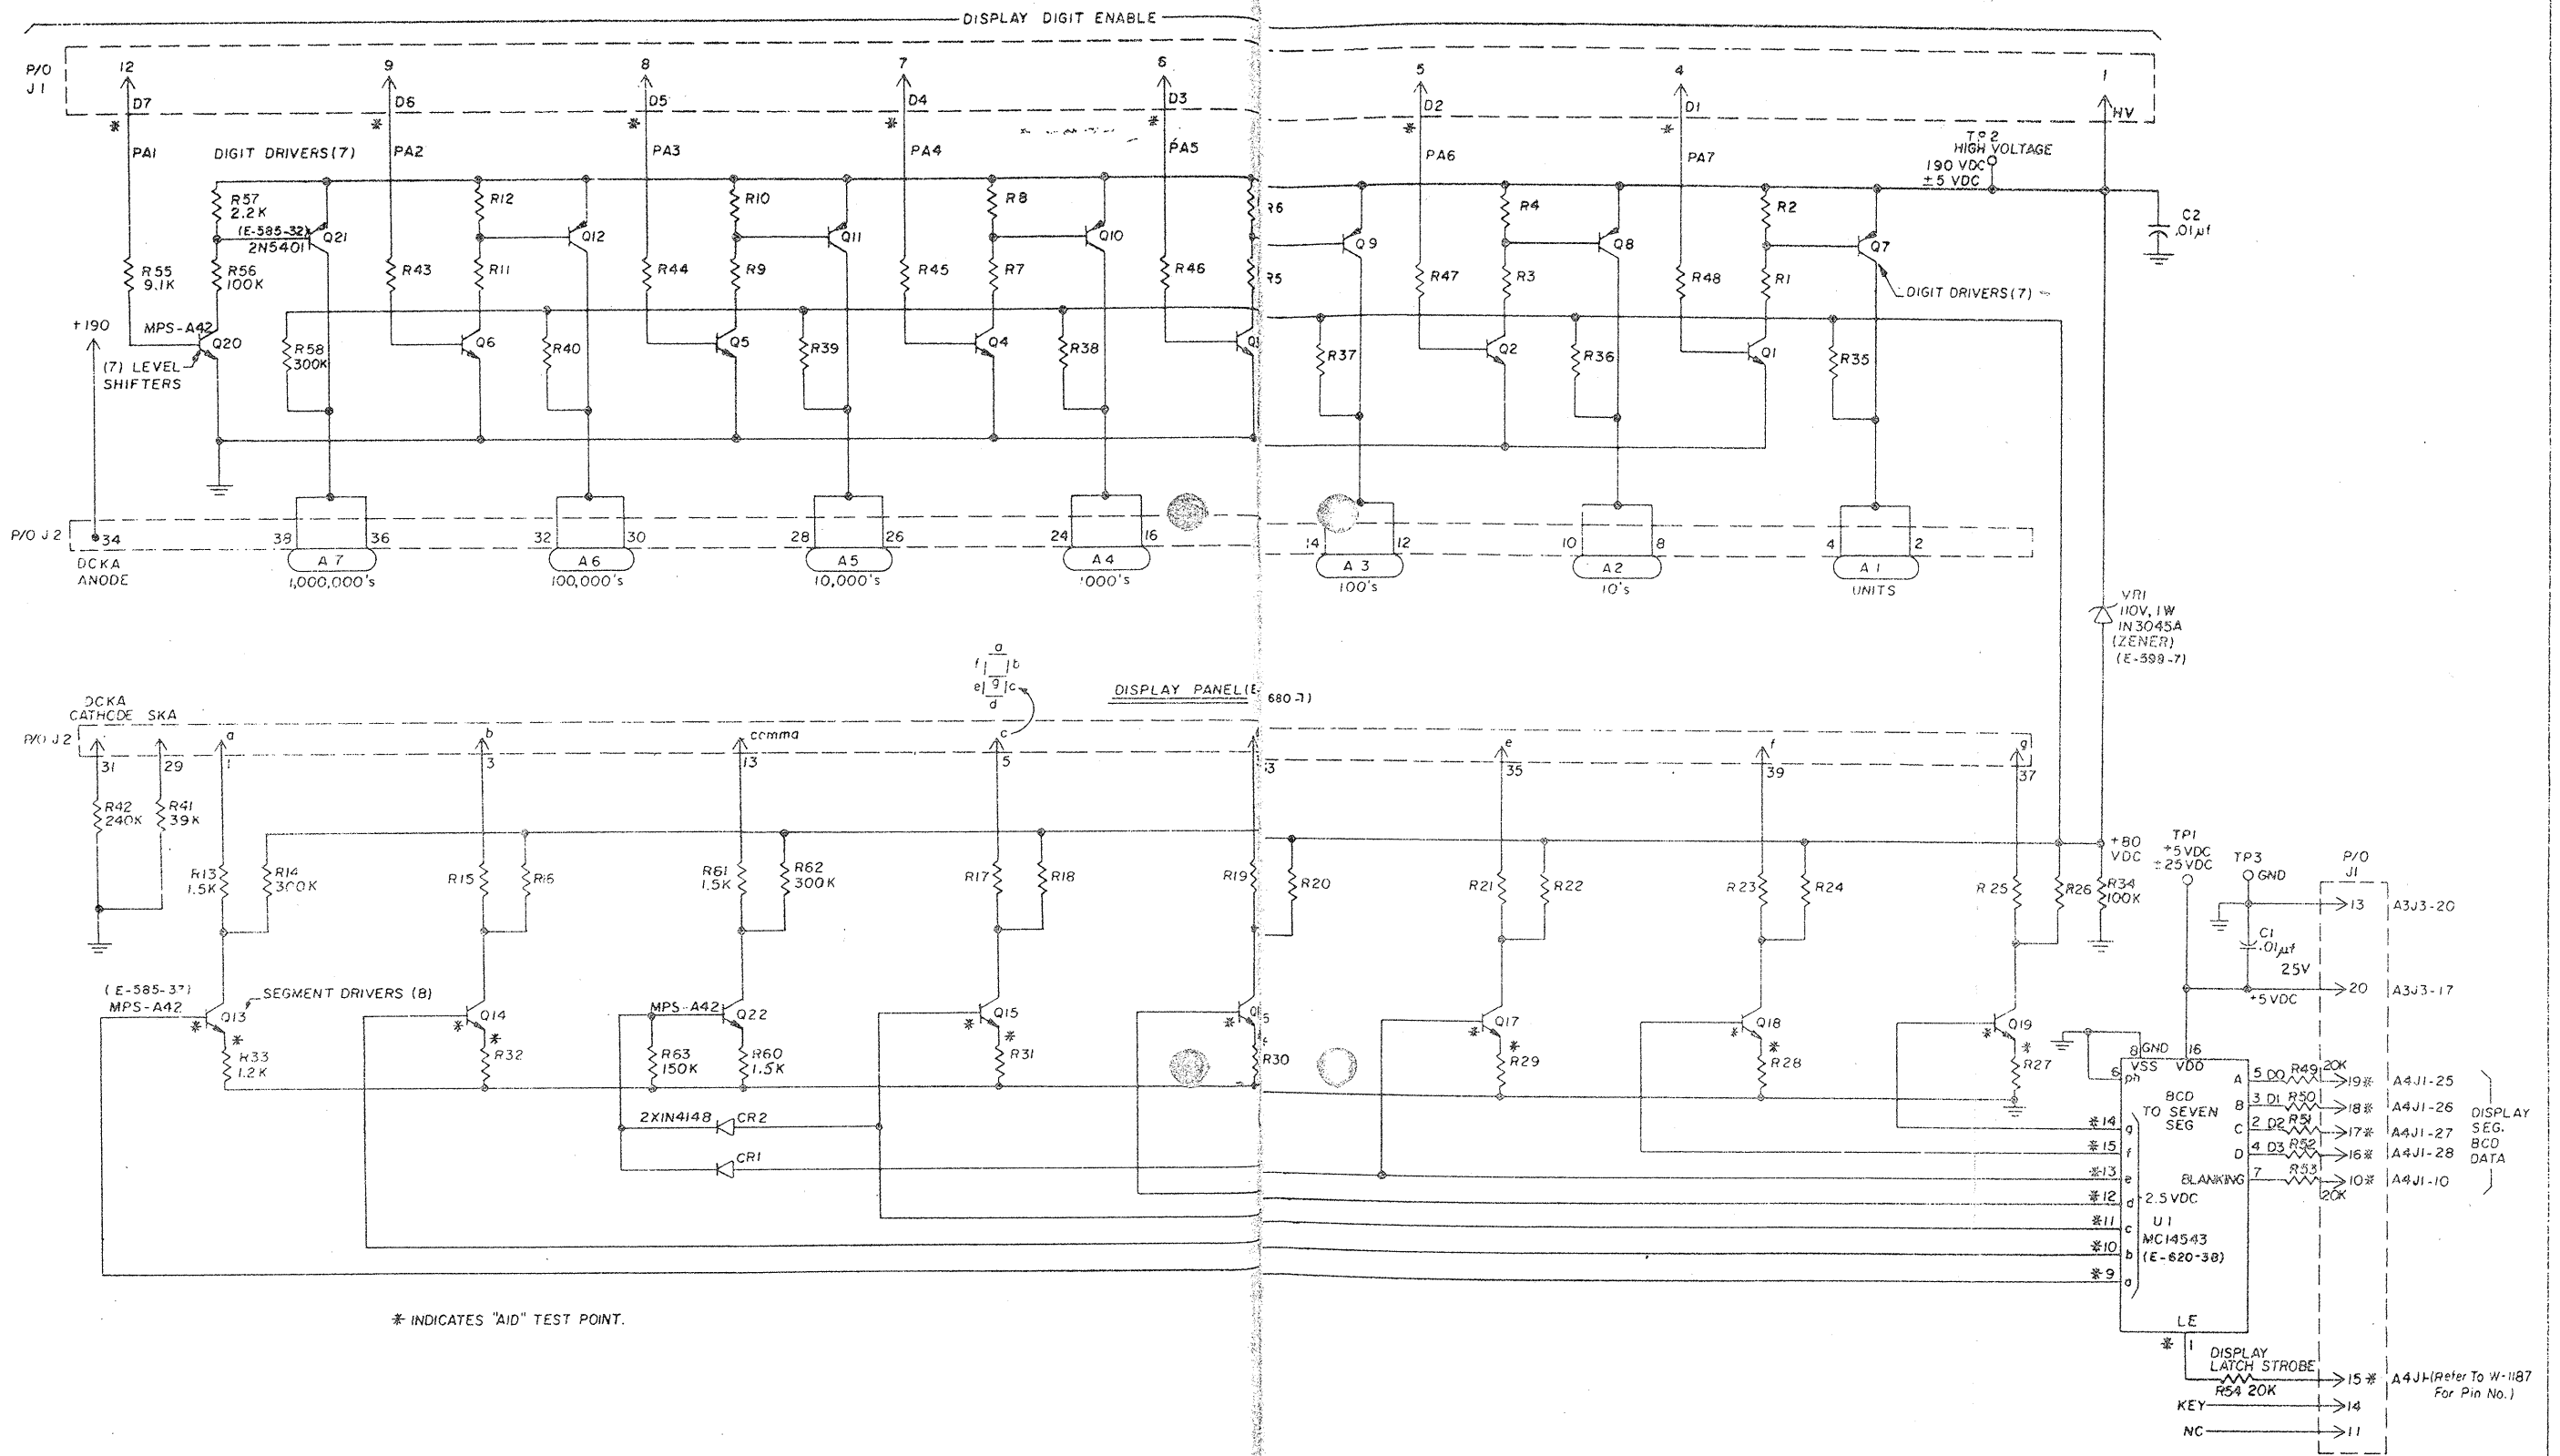 DISPLAY DIGIT ENABLE
P/O J1
12 9 8 7 6 5 4 1
D7 D6 D5 D4 D3 D2 D1 HV
* * * * * * *
PA1 DIGIT DRIVERS (7) PA2 PA3 PA4 PA5 PA6 PA7
TP2
HIGH VOLTAGE
190 VDC
±5 VDC
R57
2.2K
R12 R10 R8 R6 R4 R2
C2
.01µf
(E-585-32)
2N5401
Q21 Q12 Q11 Q10 Q9 Q8 Q7
R55
9.1K
R56
100K
R43 R11 R44 R9 R45 R7 R46 R5 R47 R3 R48 R1
DIGIT DRIVERS (7)
+190
MPS-A42
Q20 Q6 Q5 Q4 Q2 Q1
(7) LEVEL
SHIFTERS
R58
300K
R40 R39 R38 R37 R36 R35
P/O J2
34 38 36 32 30 28 26 24 16 14 12 10 8 4 2
DCKA
ANODE
A7 A6 A5 A4 A3 A2 A1
1,000,000's 100,000's 10,000's 1000's 100's 10's UNITS
VR1
110V, 1W
1N3045A
(ZENER)
(E-599-7)
a
f b
g
e c
d
DISPLAY PANEL (E-680-7)
DCKA
CATHODE SKA
P/O J2
a b comma c e f g
31 29 1 3 13 5 33 35 39 37
R42
240K
R41
39K
R13
1.5K
R14
300K
R15 R16
R61
1.5K
R62
300K
R17 R18 R19 R20 R21 R22 R23 R24 R25 R26
R34
100K
+80
VDC
TP1
+5VDC
±.25VDC
TP3
GND
P/O
J1
13 A3J3-20
C1
.01µf
25V
+5VDC
20 A3J3-17
(E-585-37)
MPS-A42
SEGMENT DRIVERS (8)
Q13 Q14
MPS-A42
Q22 Q15 Q17 Q18 Q19
* * * * * * * * * * *
R33
1.2K
R32
R63
150K
R60
1.5K
R31 R30 R29 R28 R27
2X1N4148 CR2
CR1
8 GND 16
VSS VDD
6 ph
BCD
TO SEVEN
SEG
A 5 D0 R49 20K 19* A4J1-25
B 3 D1 R50 18* A4J1-26
C 2 D2 R51 17* A4J1-27
D 4 D3 R52 16* A4J1-28
BLANKING 7 R53 20K 10* A4J1-10
DISPLAY
SEG.
BCD
DATA
*14 g
*15 f
*13 e
*12 d
*11 c
*10 b
*9 a
2.5 VDC
U1
MC14543
(E-620-38)
LE
* 1
DISPLAY
LATCH STROBE
R54 20K
15* A4J1-(Refer To W-1187
For Pin No.)
KEY 14
NC 11
* INDICATES "AID" TEST POINT.